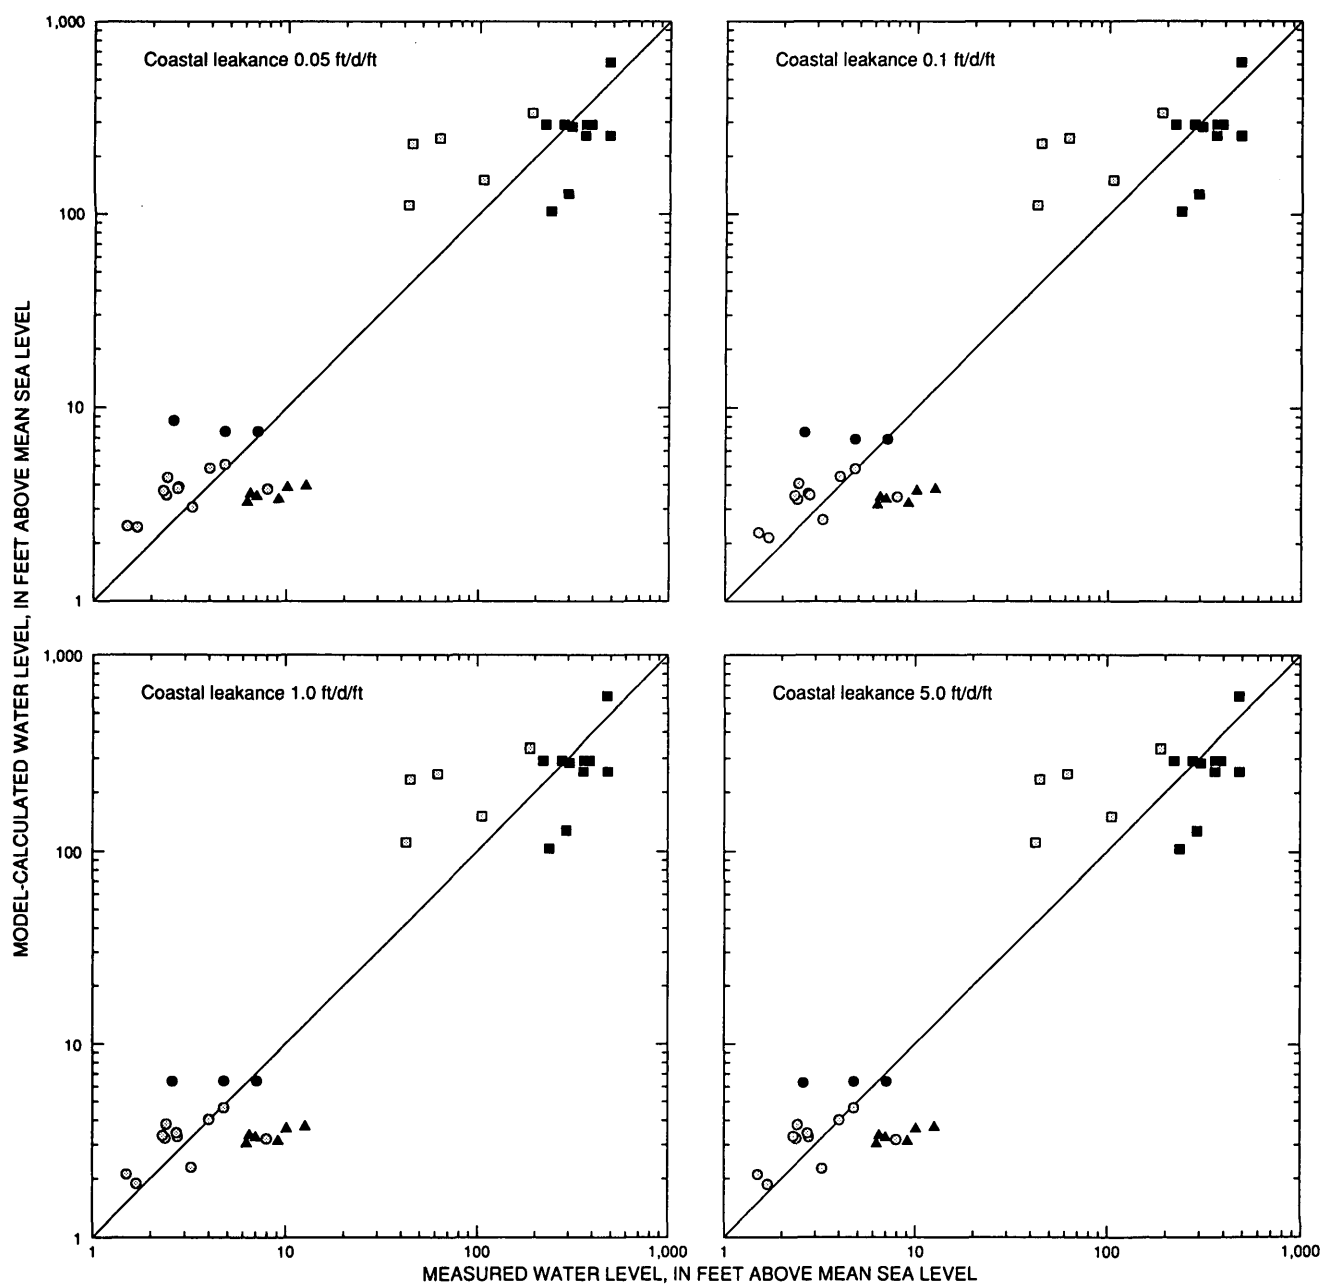 1,000
100
10
1
Coastal leakance 0.05 ft/d/ft
Coastal leakance 0.1 ft/d/ft
1,000
100
10
1
Coastal leakance 1.0 ft/d/ft
Coastal leakance 5.0 ft/d/ft
1 10 100 1,000 1 10 100 1,000
MODEL-CALCULATED WATER LEVEL, IN FEET ABOVE MEAN SEA LEVEL
MEASURED WATER LEVEL, IN FEET ABOVE MEAN SEA LEVEL